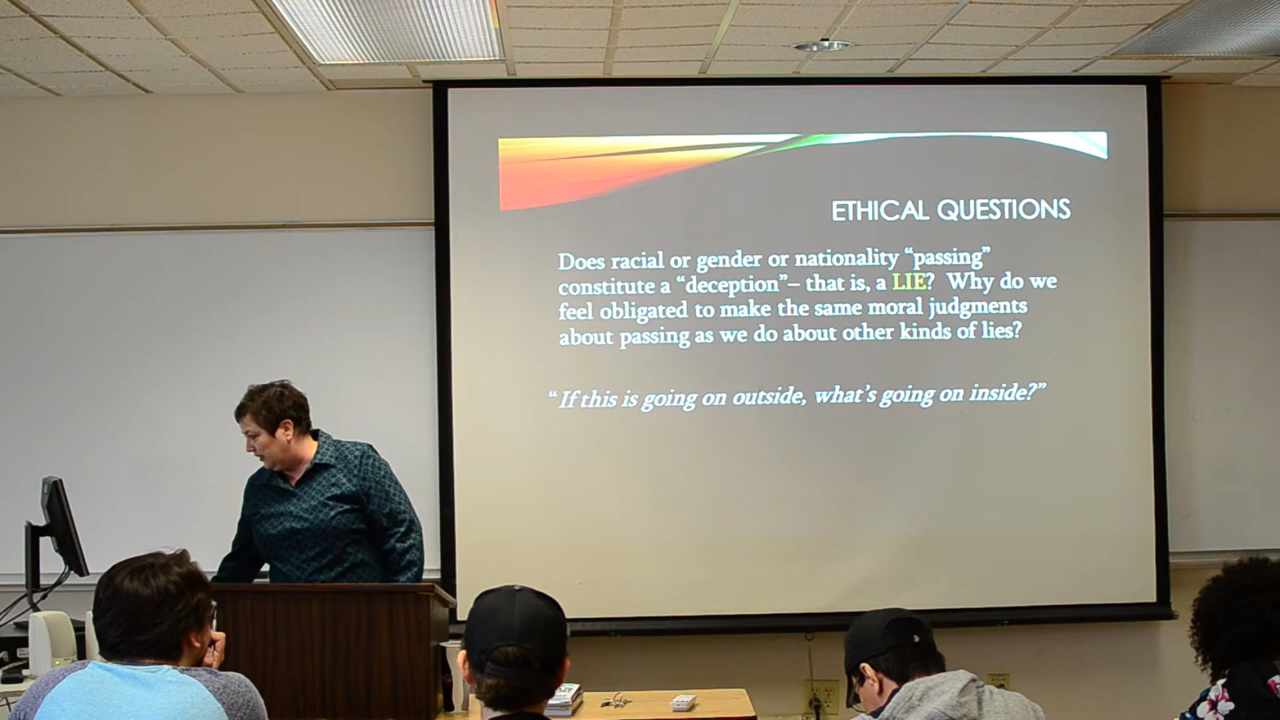 ETHICAL QUESTIONS
Does racial or gender or nationality “passing”
constitute a “deception”– that is, a LIE? Why do we
feel obligated to make the same moral judgments
about passing as we do about other kinds of lies?
“If this is going on outside, what’s going on inside?”